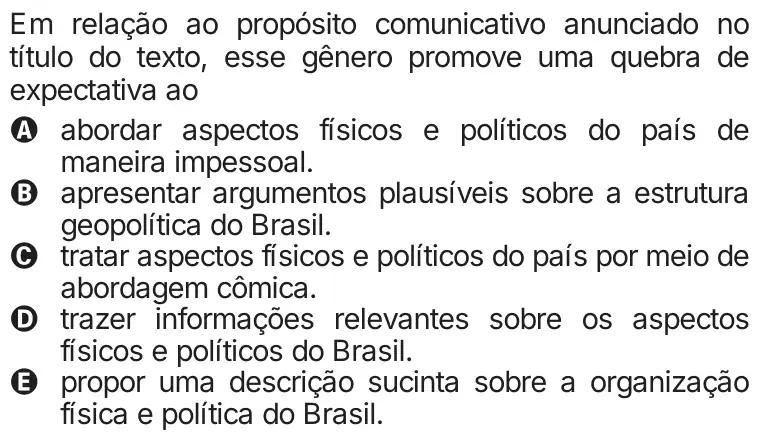 Em relação ao propósito comunicativo anunciado no
título do texto, esse gênero promove uma quebra de
expectativa ao
A abordar aspectos físicos e políticos do país de
maneira impessoal.
B apresentar argumentos plausíveis sobre a estrutura
geopolítica do Brasil.
C tratar aspectos físicos e políticos do país por meio de
abordagem cômica.
D trazer informações relevantes sobre os aspectos
físicos e políticos do Brasil.
E propor uma descrição sucinta sobre a organização
física e política do Brasil.